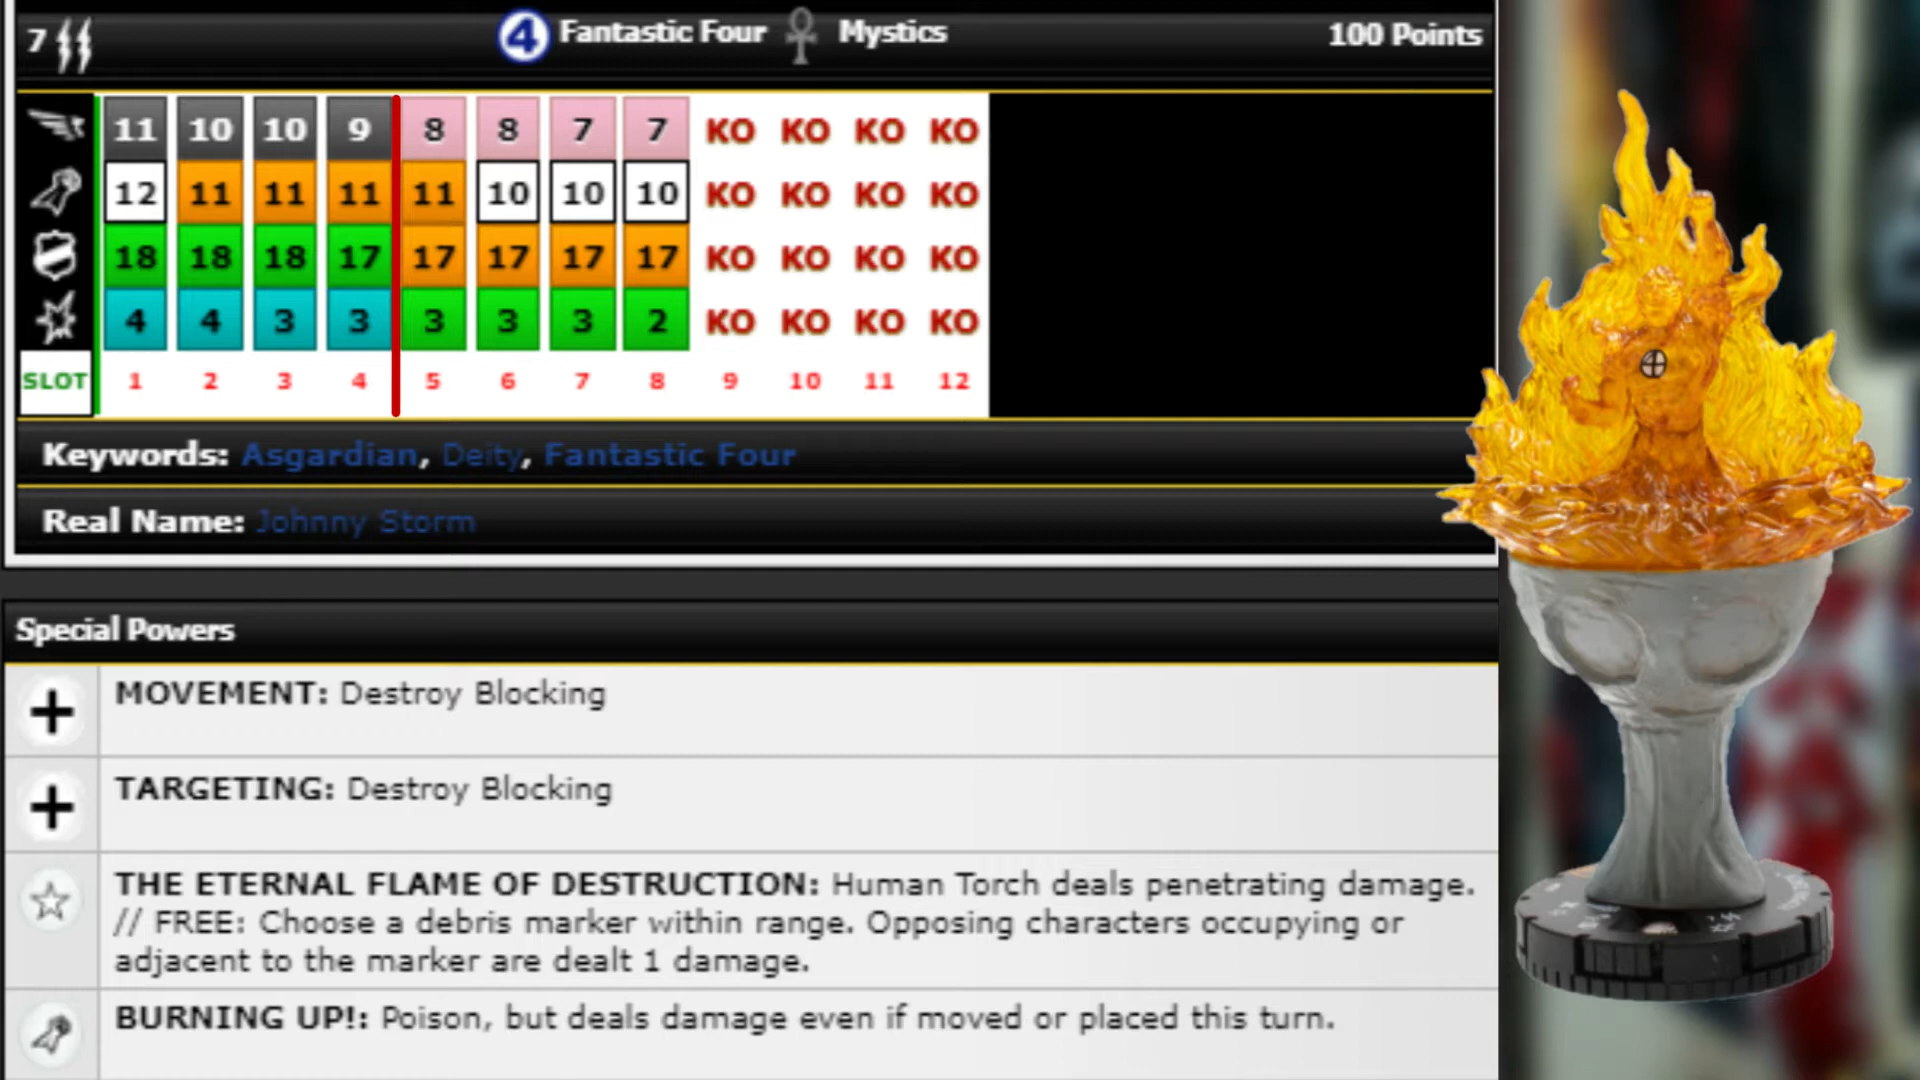 7 4 Fantastic Four Mystics 100 Points
11 10 10 9 8 8 7 7 KO KO KO KO
12 11 11 11 11 10 10 10 KO KO KO KO
18 18 18 17 17 17 17 17 KO KO KO KO
4 4 3 3 3 3 3 2 KO KO KO KO
SLOT 1 2 3 4 5 6 7 8 9 10 11 12
Keywords: Asgardian, Deity, Fantastic Four
Real Name: Johnny Storm
Special Powers
MOVEMENT: Destroy Blocking
TARGETING: Destroy Blocking
THE ETERNAL FLAME OF DESTRUCTION: Human Torch deals penetrating damage.
// FREE: Choose a debris marker within range. Opposing characters occupying or
adjacent to the marker are dealt 1 damage.
BURNING UP!: Poison, but deals damage even if moved or placed this turn.